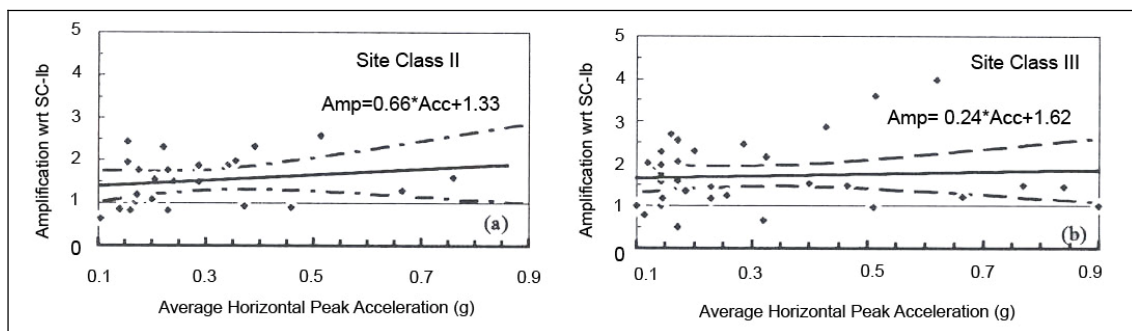 5
4
3
2
1
0
Amplification wrt SC-Ib
Site Class II
Amp=0.66*Acc+1.33
(a)
0.1 0.3 0.5 0.7 0.9
Average Horizontal Peak Acceleration (g)
5
4
3
2
1
0
Amplification wrt SC-Ib
Site Class III
Amp= 0.24*Acc+1.62
(b)
0.1 0.3 0.5 0.7 0.9
Average Horizontal Peak Acceleration (g)